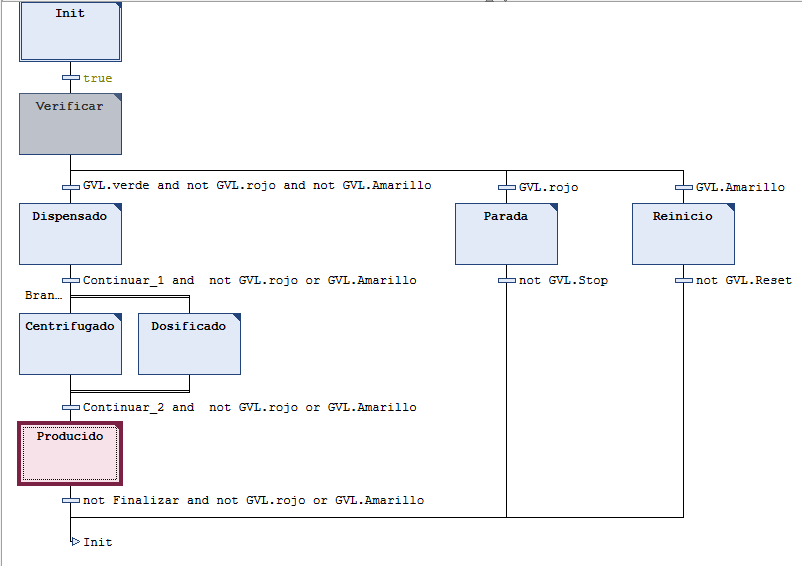 Init
true
Verificar
GVL.verde and not GVL.rojo and not GVL.Amarillo
GVL.rojo
GVL.Amarillo
Dispensado
Parada
Reinicio
Continuar_1 and  not GVL.rojo or GVL.Amarillo
not GVL.Stop
not GVL.Reset
Bran…
Centrifugado
Dosificado
Continuar_2 and  not GVL.rojo or GVL.Amarillo
Producido
not Finalizar and not GVL.rojo or GVL.Amarillo
Init